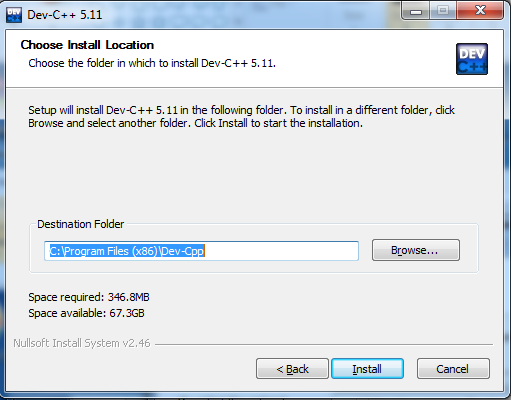 Dev-C++ 5.11
Choose Install Location
Choose the folder in which to install Dev-C++ 5.11.
DEV
C++
Setup will install Dev-C++ 5.11 in the following folder. To install in a different folder, click
Browse and select another folder. Click Install to start the installation.
Destination Folder
C:\Program Files (x86)\Dev-Cpp
Browse...
Space required: 346.8MB
Space available: 67.3GB
Nullsoft Install System v2.46
< Back
Install
Cancel